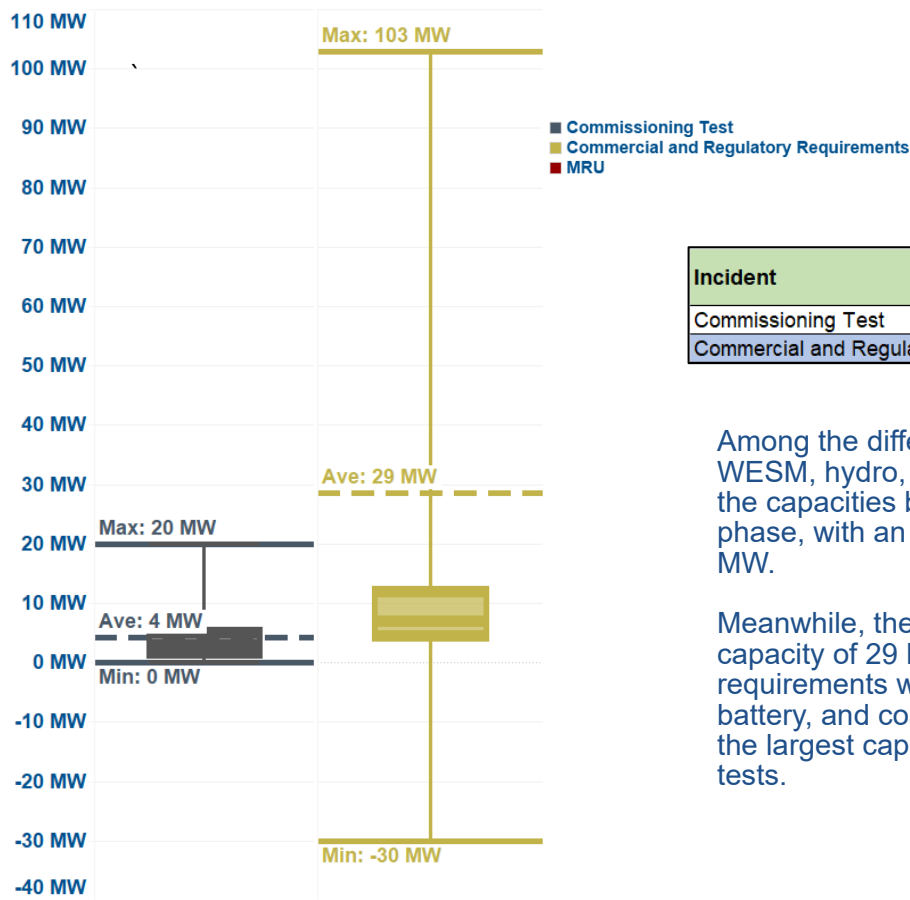 110 MW
100 MW
90 MW
80 MW
70 MW
60 MW
50 MW
40 MW
30 MW
20 MW
10 MW
0 MW
-10 MW
-20 MW
-30 MW
-40 MW
`
Max: 20 MW
Ave: 4 MW
Min: 0 MW
Max: 103 MW
Ave: 29 MW
Min: -30 MW
Commissioning Test
Commercial and Regulatory Requirements
MRU
Incident
Commissioning Test
Commercial and Regula
Among the diffe
WESM, hydro,
the capacities b
phase, with an
MW.
Meanwhile, the
capacity of 29
requirements w
battery, and co
the largest cap
tests.